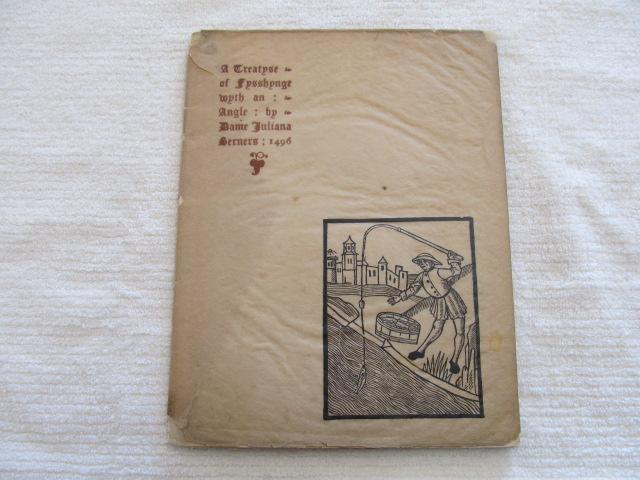 A Treatyse
of Fysshynge
wyth an :
Angle : by
Dame Juliana
Berners : 1496